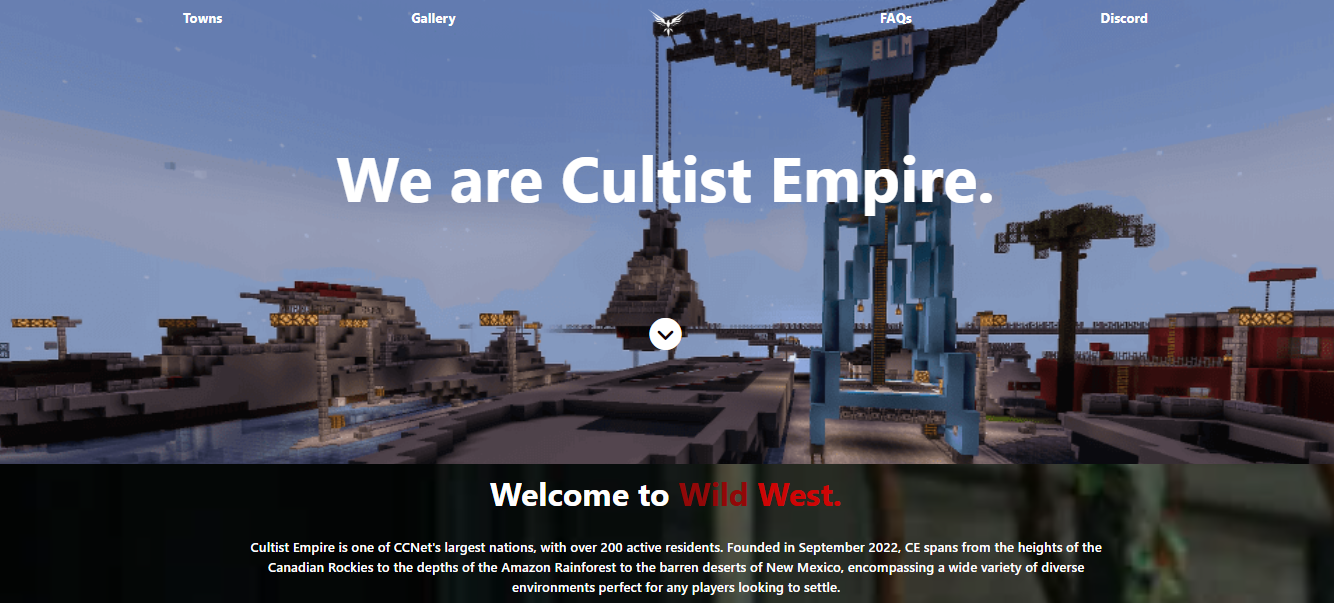 Towns
Gallery
FAQs
Discord
BLM
We are Cultist Empire.
Welcome to Wild West.
Cultist Empire is one of CCNet's largest nations, with over 200 active residents. Founded in September 2022, CE spans from the heights of the
Canadian Rockies to the depths of the Amazon Rainforest to the barren deserts of New Mexico, encompassing a wide variety of diverse
environments perfect for any players looking to settle.